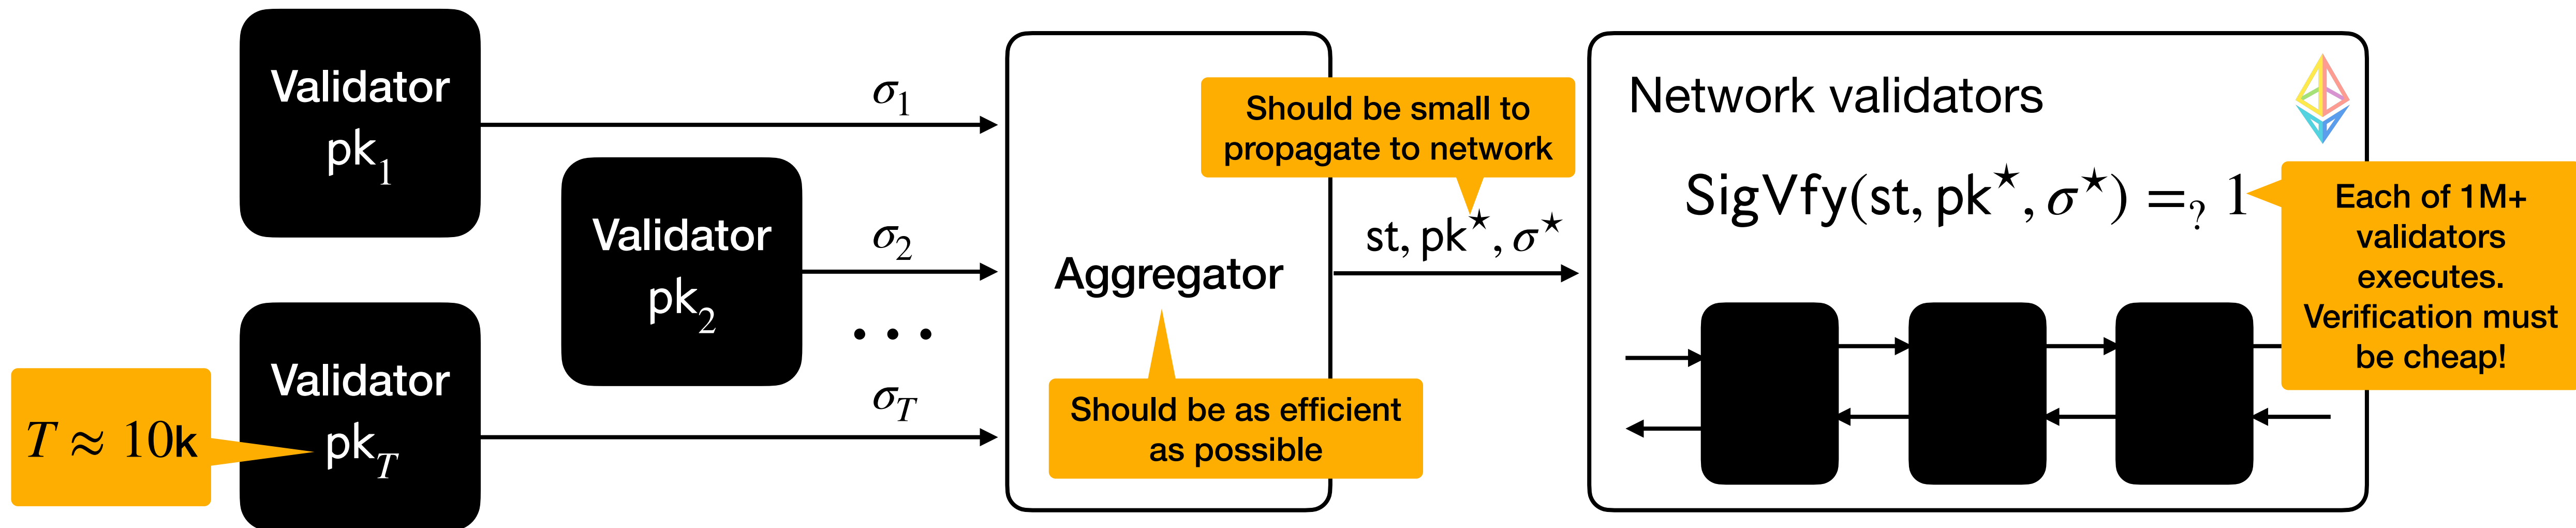 Validator
pk₁
σ₁
Validator
pk₂
σ₂
• • •
Validator
pk_T
σ_T
T ≈ 10k
Aggregator
Should be as efficient
as possible
Should be small to
propagate to network
st, pk★, σ★
Network validators
SigVfy(st, pk★, σ★) =? 1
Each of 1M+
validators
executes.
Verification must
be cheap!